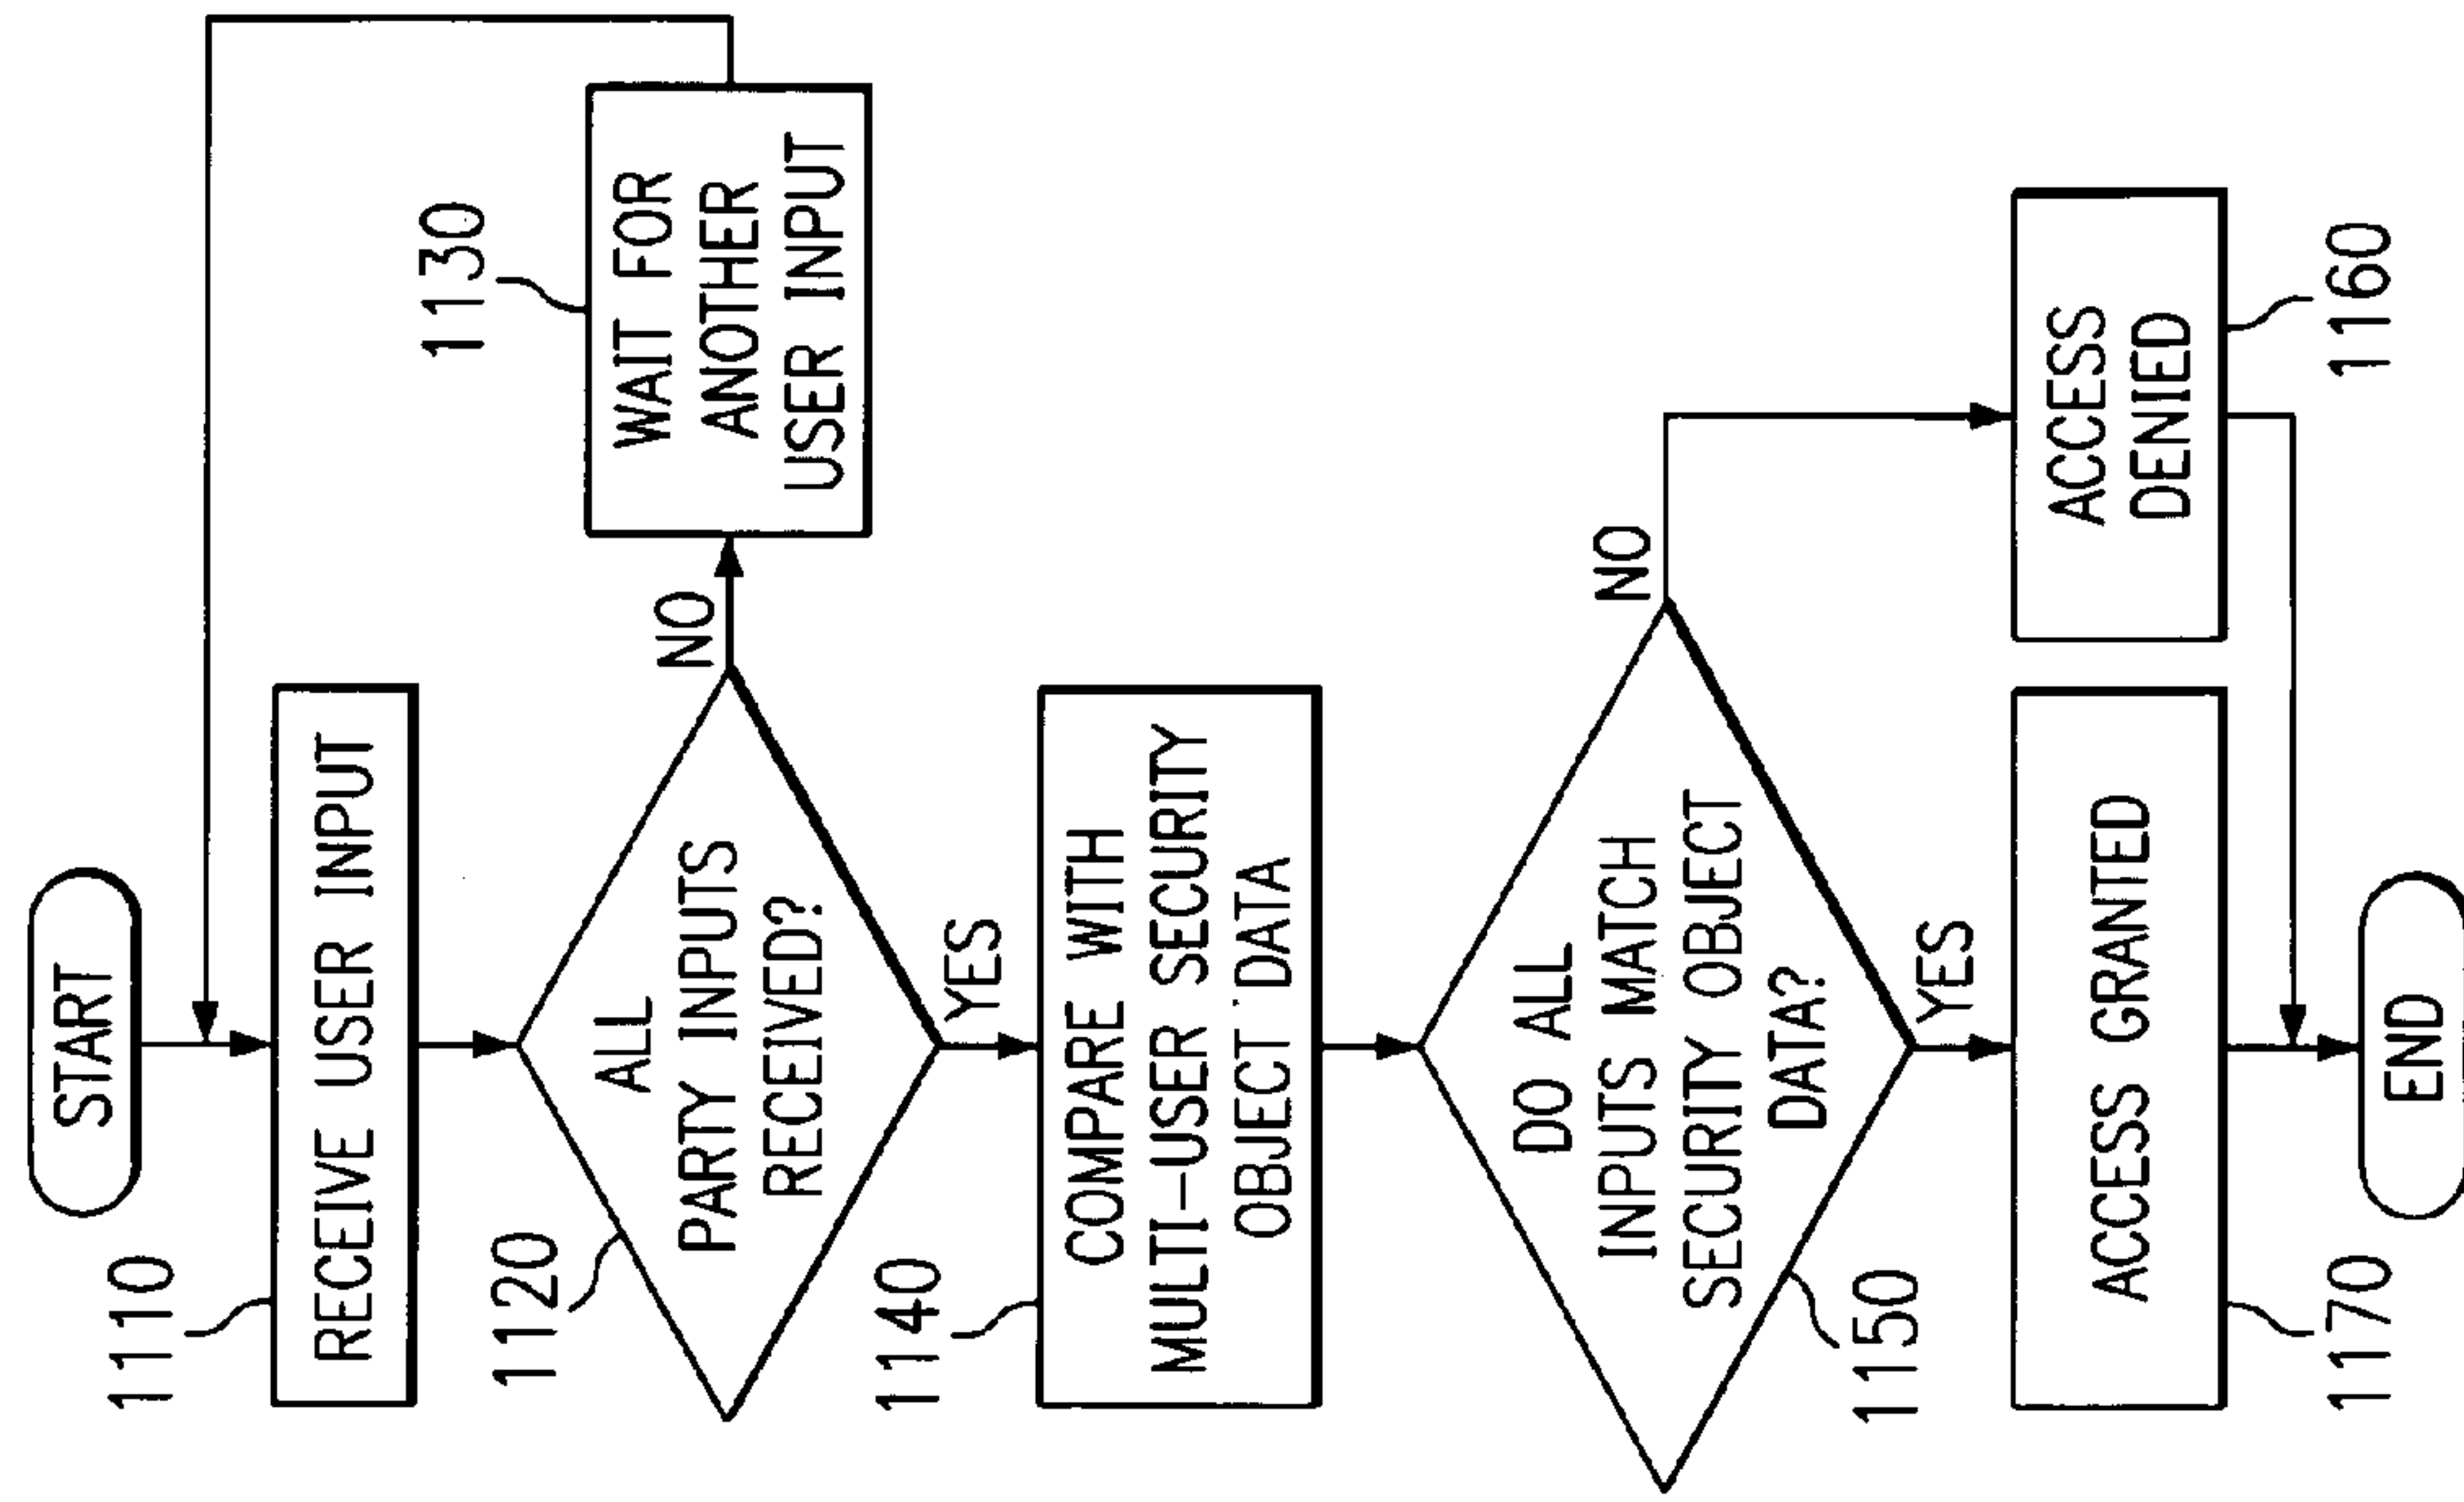 START
1110
RECEIVE USER INPUT
1120
ALL
PARTY INPUTS
RECEIVED?
NO
1130
WAIT FOR
ANOTHER
USER INPUT
YES
1140
COMPARE WITH
MULTI-USER SECURITY
OBJECT DATA
DO ALL
INPUTS MATCH
SECURITY OBJECT
DATA?
1150
NO
YES
ACCESS GRANTED
1170
ACCESS
DENIED
1160
END